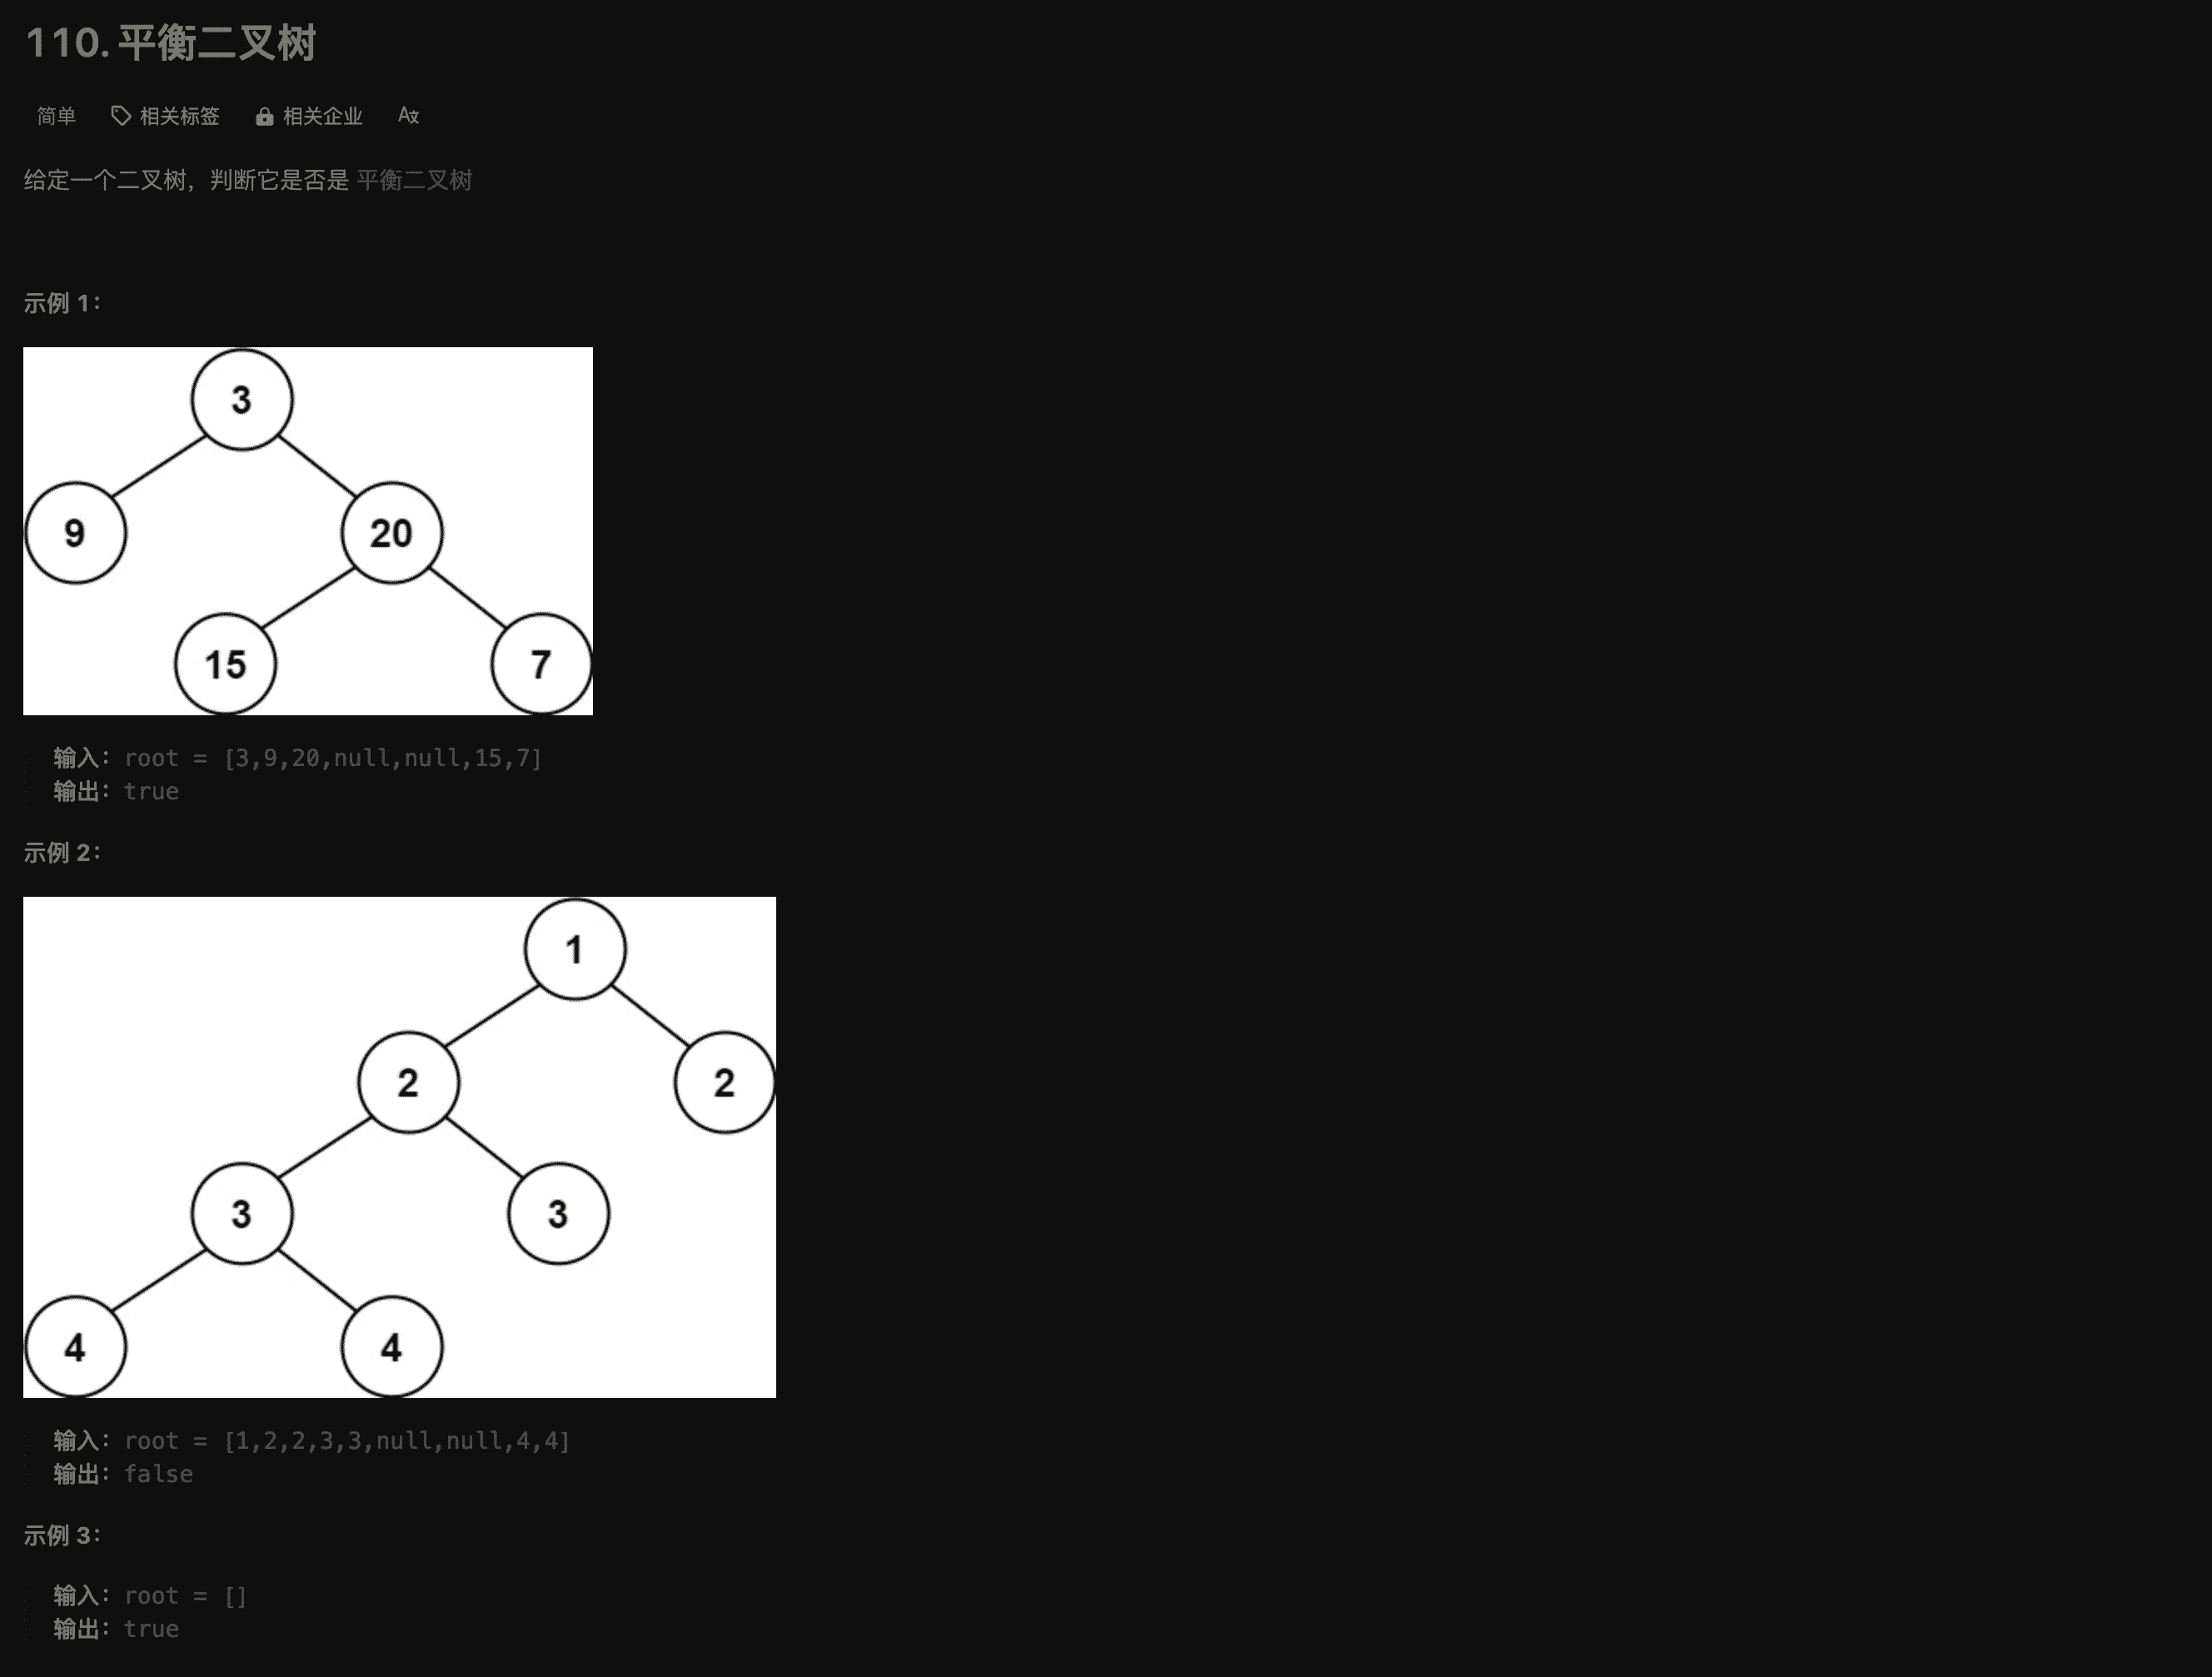 110. 平衡二叉树
简单 相关标签 相关企业 Ax
给定一个二叉树，判断它是否是 平衡二叉树
示例 1：
3
9 20
15 7
输入：root = [3,9,20,null,null,15,7]
输出：true
示例 2：
1
2 2
3 3
4 4
输入：root = [1,2,2,3,3,null,null,4,4]
输出：false
示例 3：
输入：root = []
输出：true